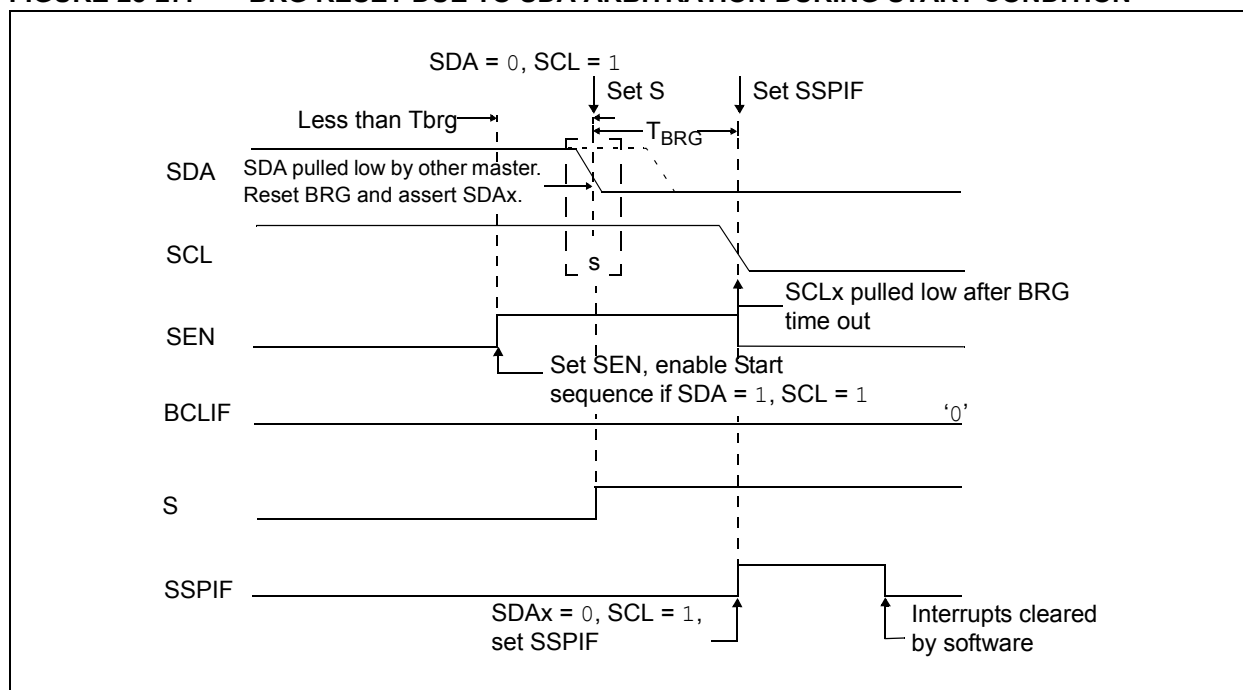 SDA = 0, SCL = 1
Set S
Set SSPIF
Less than Tbrg
TBRG
SDA
SDA pulled low by other master.
Reset BRG and assert SDAx.
SCL
s
SCLx pulled low after BRG
time out
SEN
Set SEN, enable Start
sequence if SDA = 1, SCL = 1
BCLIF
‘0’
S
SSPIF
SDAx = 0, SCL = 1,
set SSPIF
Interrupts cleared
by software